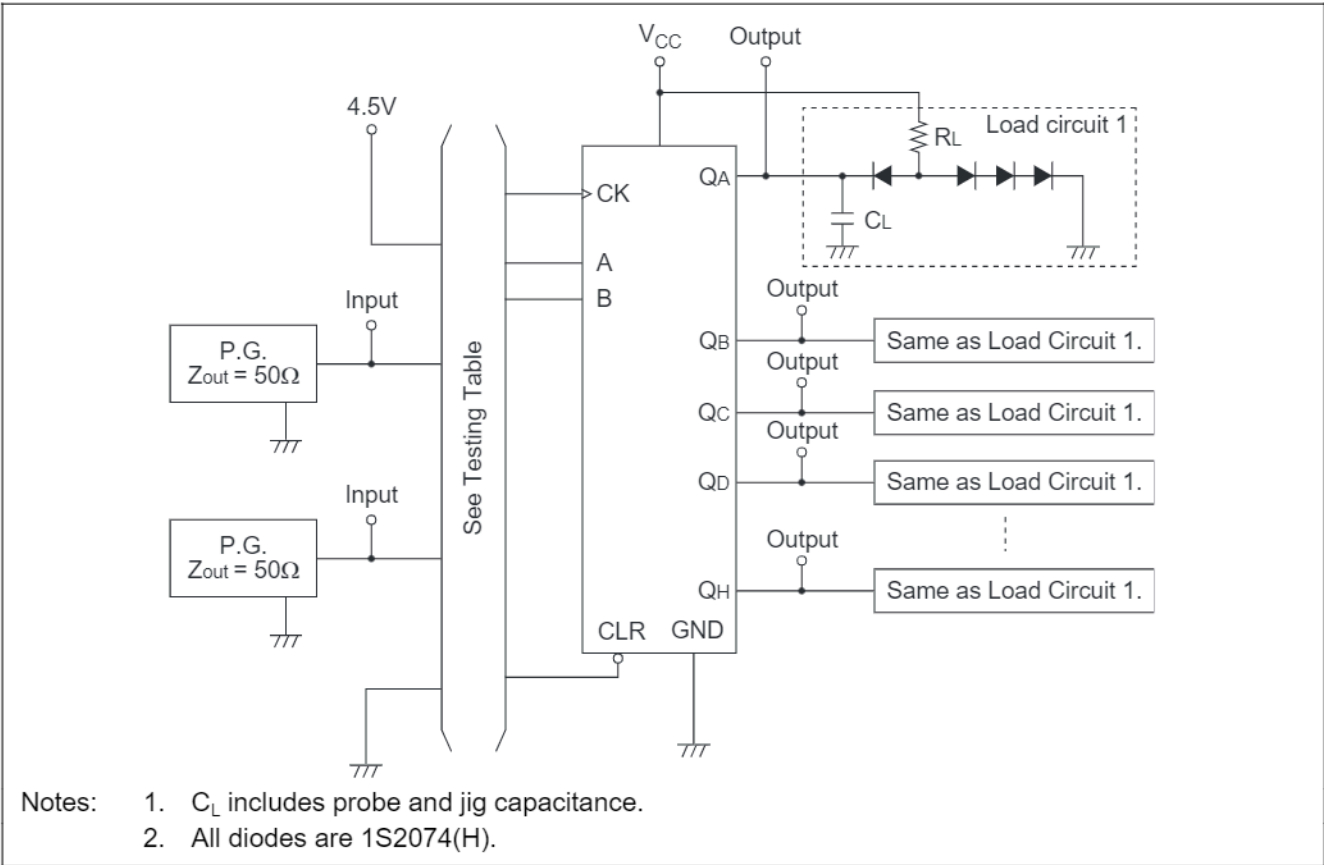 V_CC
Output
4.5V
Load circuit 1
RL
QA
CK
CL
A
B
Input
Output
P.G.
Zout = 50Ω
QB
Same as Load Circuit 1.
Output
See Testing Table
QC
Same as Load Circuit 1.
Output
QD
Same as Load Circuit 1.
Input
Output
P.G.
Zout = 50Ω
QH
Same as Load Circuit 1.
CLR
GND
Notes: 1. C_L includes probe and jig capacitance.
2. All diodes are 1S2074(H).